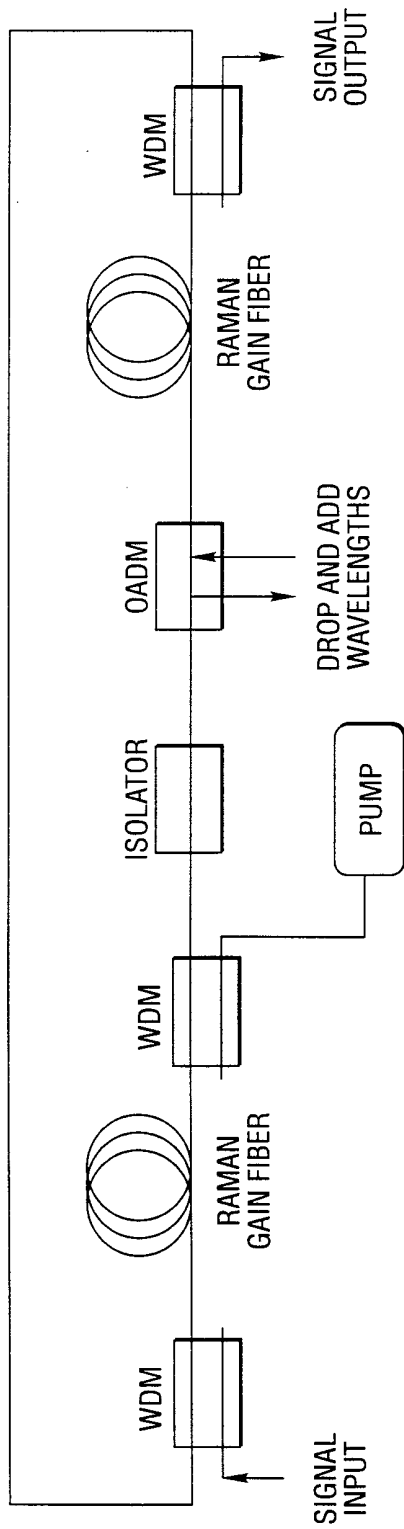 SIGNAL
INPUT
WDM
RAMAN
GAIN FIBER
WDM
PUMP
ISOLATOR
OADM
DROP AND ADD
WAVELENGTHS
RAMAN
GAIN FIBER
WDM
SIGNAL
OUTPUT